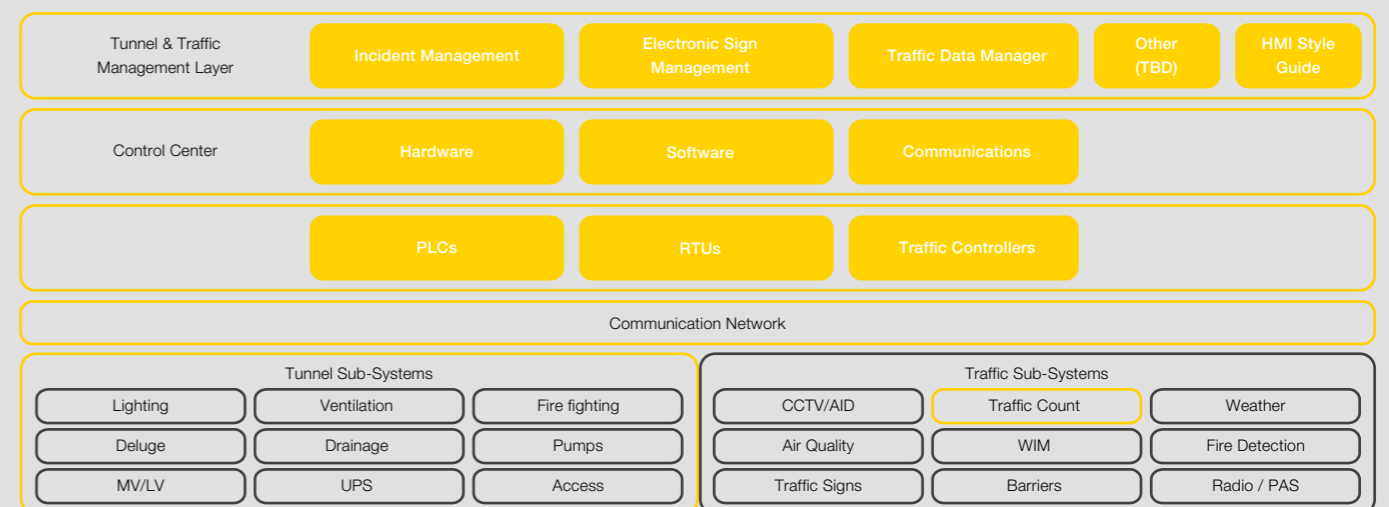 Tunnel & Traffic
Management Layer
Incident Management
Electronic Sign
Management
Traffic Data Manager
Other
(TBD)
HMI Style
Guide
Control Center
Hardware
Software
Communications
PLCs
RTUs
Traffic Controllers
Communication Network
Tunnel Sub-Systems
Lighting
Ventilation
Fire fighting
Deluge
Drainage
Pumps
MV/LV
UPS
Access
Traffic Sub-Systems
CCTV/AID
Traffic Count
Weather
Air Quality
WIM
Fire Detection
Traffic Signs
Barriers
Radio / PAS